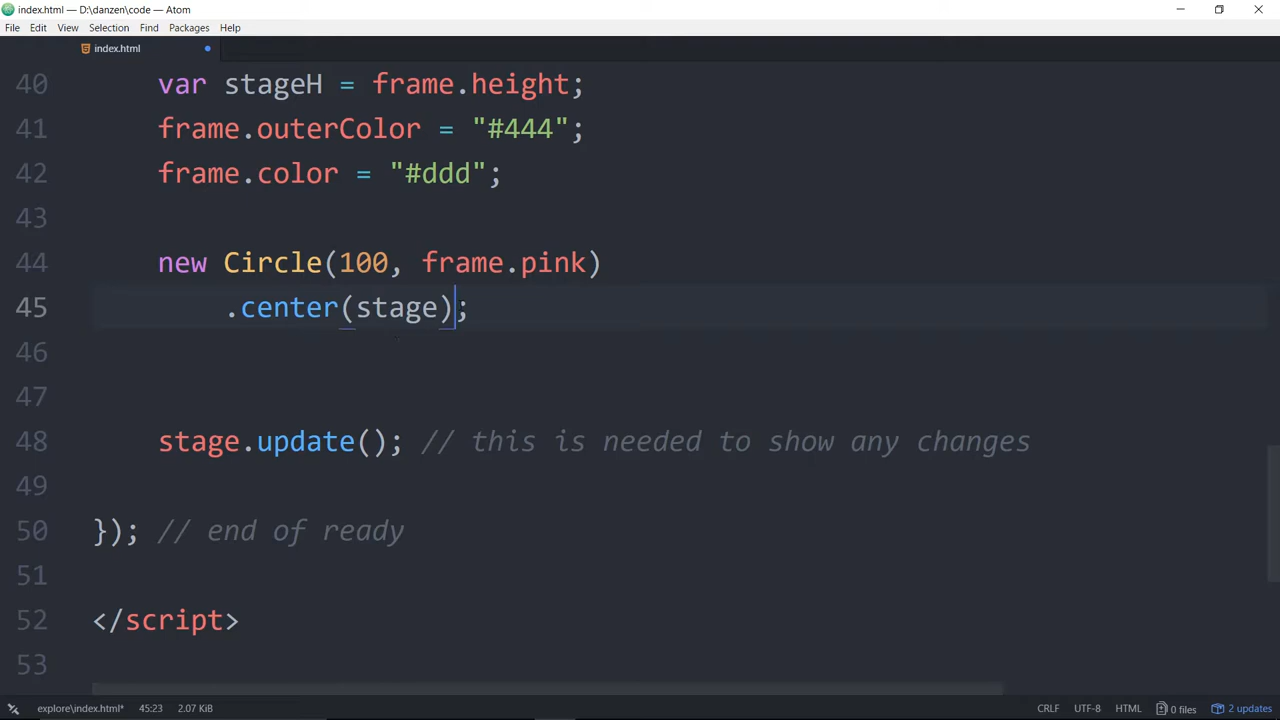 index.html — D:\danzen\code — Atom
File Edit View Selection Find Packages Help
index.html
40 var stageH = frame.height;
41 frame.outerColor = "#444";
42 frame.color = "#ddd";
43
44 new Circle(100, frame.pink)
45 .center(stage);
46
47
48 stage.update(); // this is needed to show any changes
49
50 }); // end of ready
51
52 </script>
53
explore\index.html* 45:23 2.07 KiB CRLF UTF-8 HTML 0 files 2 updates